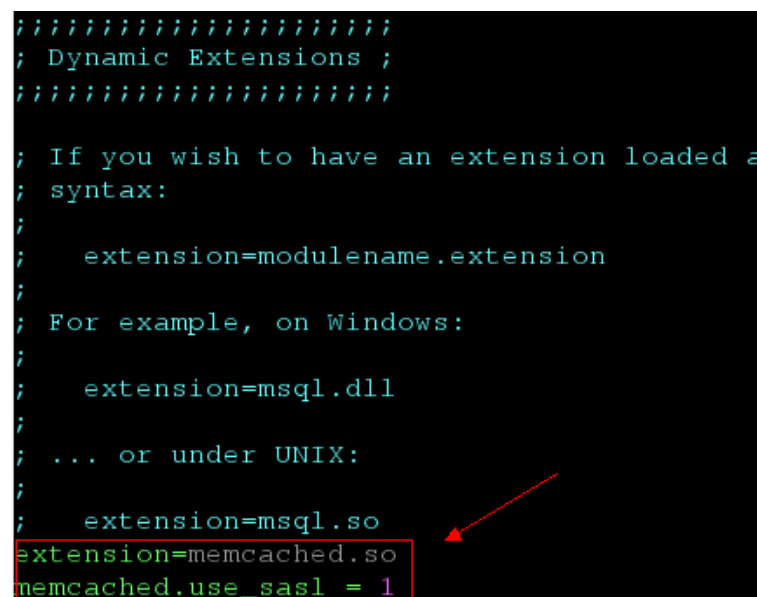 ;;;;;;;;;;;;;;;;;;;;;;
; Dynamic Extensions ;
;;;;;;;;;;;;;;;;;;;;;;
; If you wish to have an extension loaded a
; syntax:
;
;   extension=modulename.extension
;
; For example, on Windows:
;
;   extension=msql.dll
;
; ... or under UNIX:
;
;   extension=msql.so
extension=memcached.so
memcached.use_sasl = 1